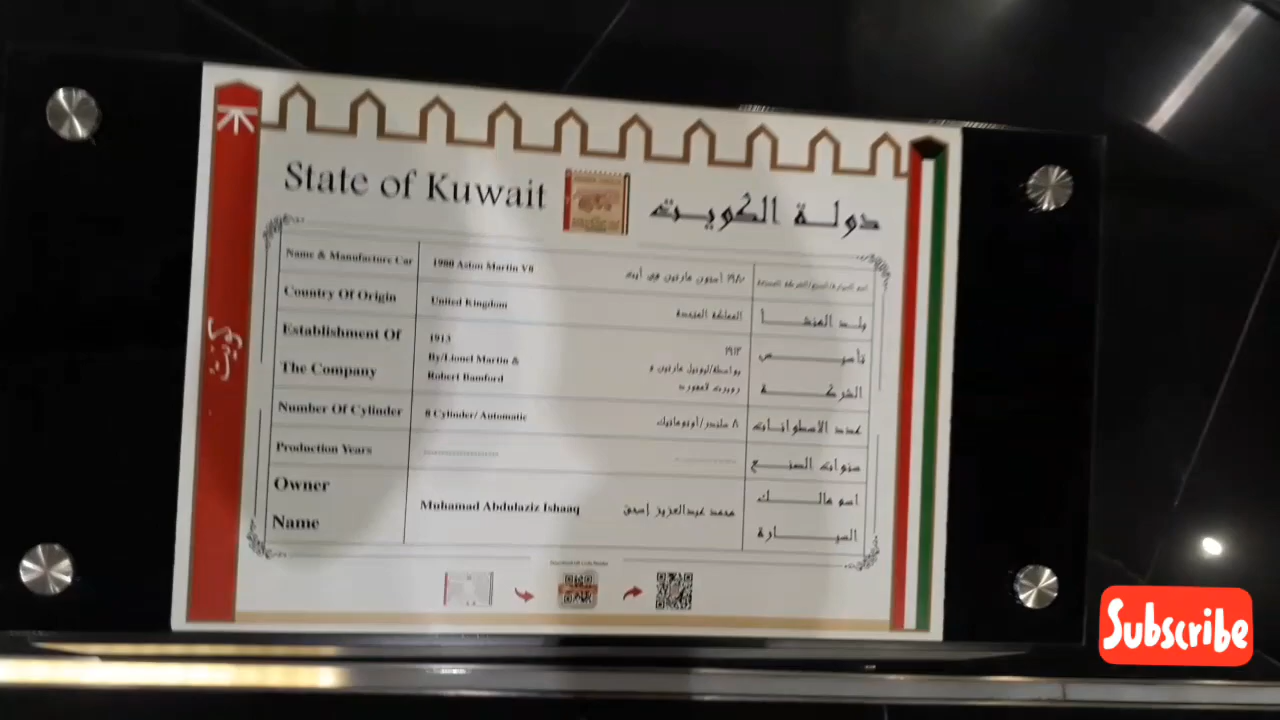 State of Kuwait
دولة الكويت
Name & Manufacture Car
1980 Aston Martin V8
١٩٨٠ استون مارتن في أيت
Country Of Origin
United Kingdom
المملكة المتحدة
بلد المنشأ
Establishment Of
The Company
1913
By/Lionel Martin &
Robert Bamford
١٩١٣
بواسطة/ليونيل مارتين و
روبرت
تأسيس
الشركة
Number Of Cylinder
8 Cylinder/ Automatic
٨ سلندر/أوتوماتيك
عدد الاسطوانات
Production Years
سنوات الصنع
Owner
Name
Muhamad Abdulaziz Ishaaq
محمد عبدالعزيز إسحق
اسم مالك
السيارة
كويت
Subscribe